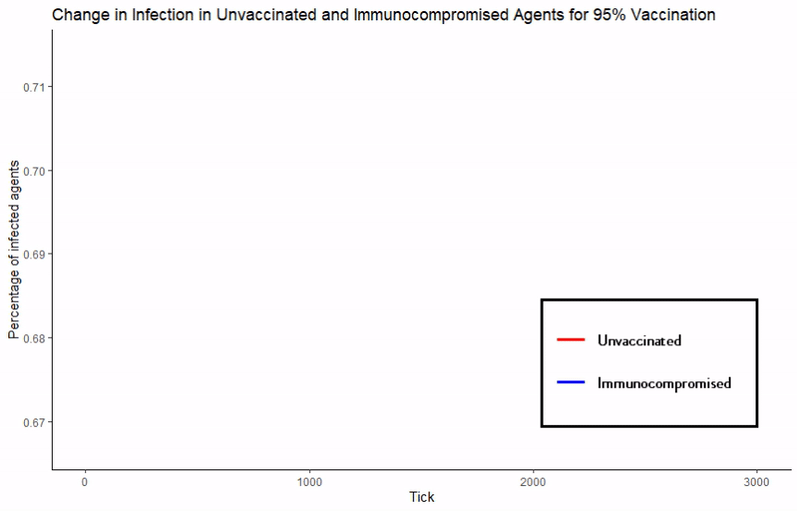 Change in Infection in Unvaccinated and Immunocompromised Agents for 95% Vaccination
Percentage of infected agents
0.71
0.70
0.69
0.68
0.67
Unvaccinated
Immunocompromised
0 1000 2000 3000
Tick